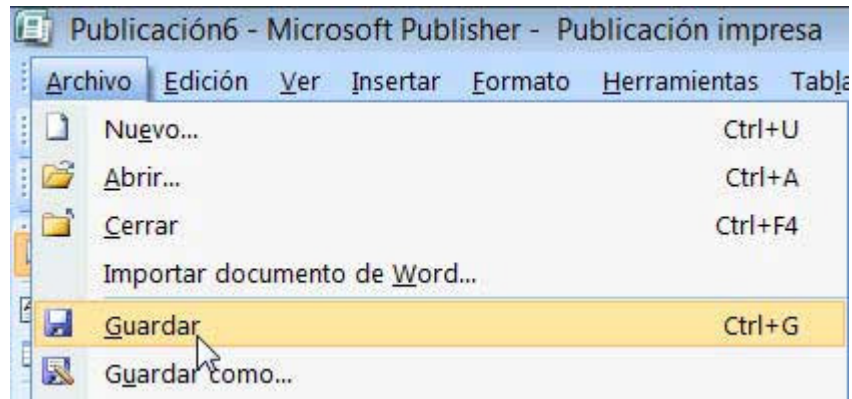 Publicación6 - Microsoft Publisher - Publicación impresa
Archivo Edición Ver Insertar Formato Herramientas Tabla
Nuevo... Ctrl+U
Abrir... Ctrl+A
Cerrar Ctrl+F4
Importar documento de Word...
Guardar Ctrl+G
Guardar como...